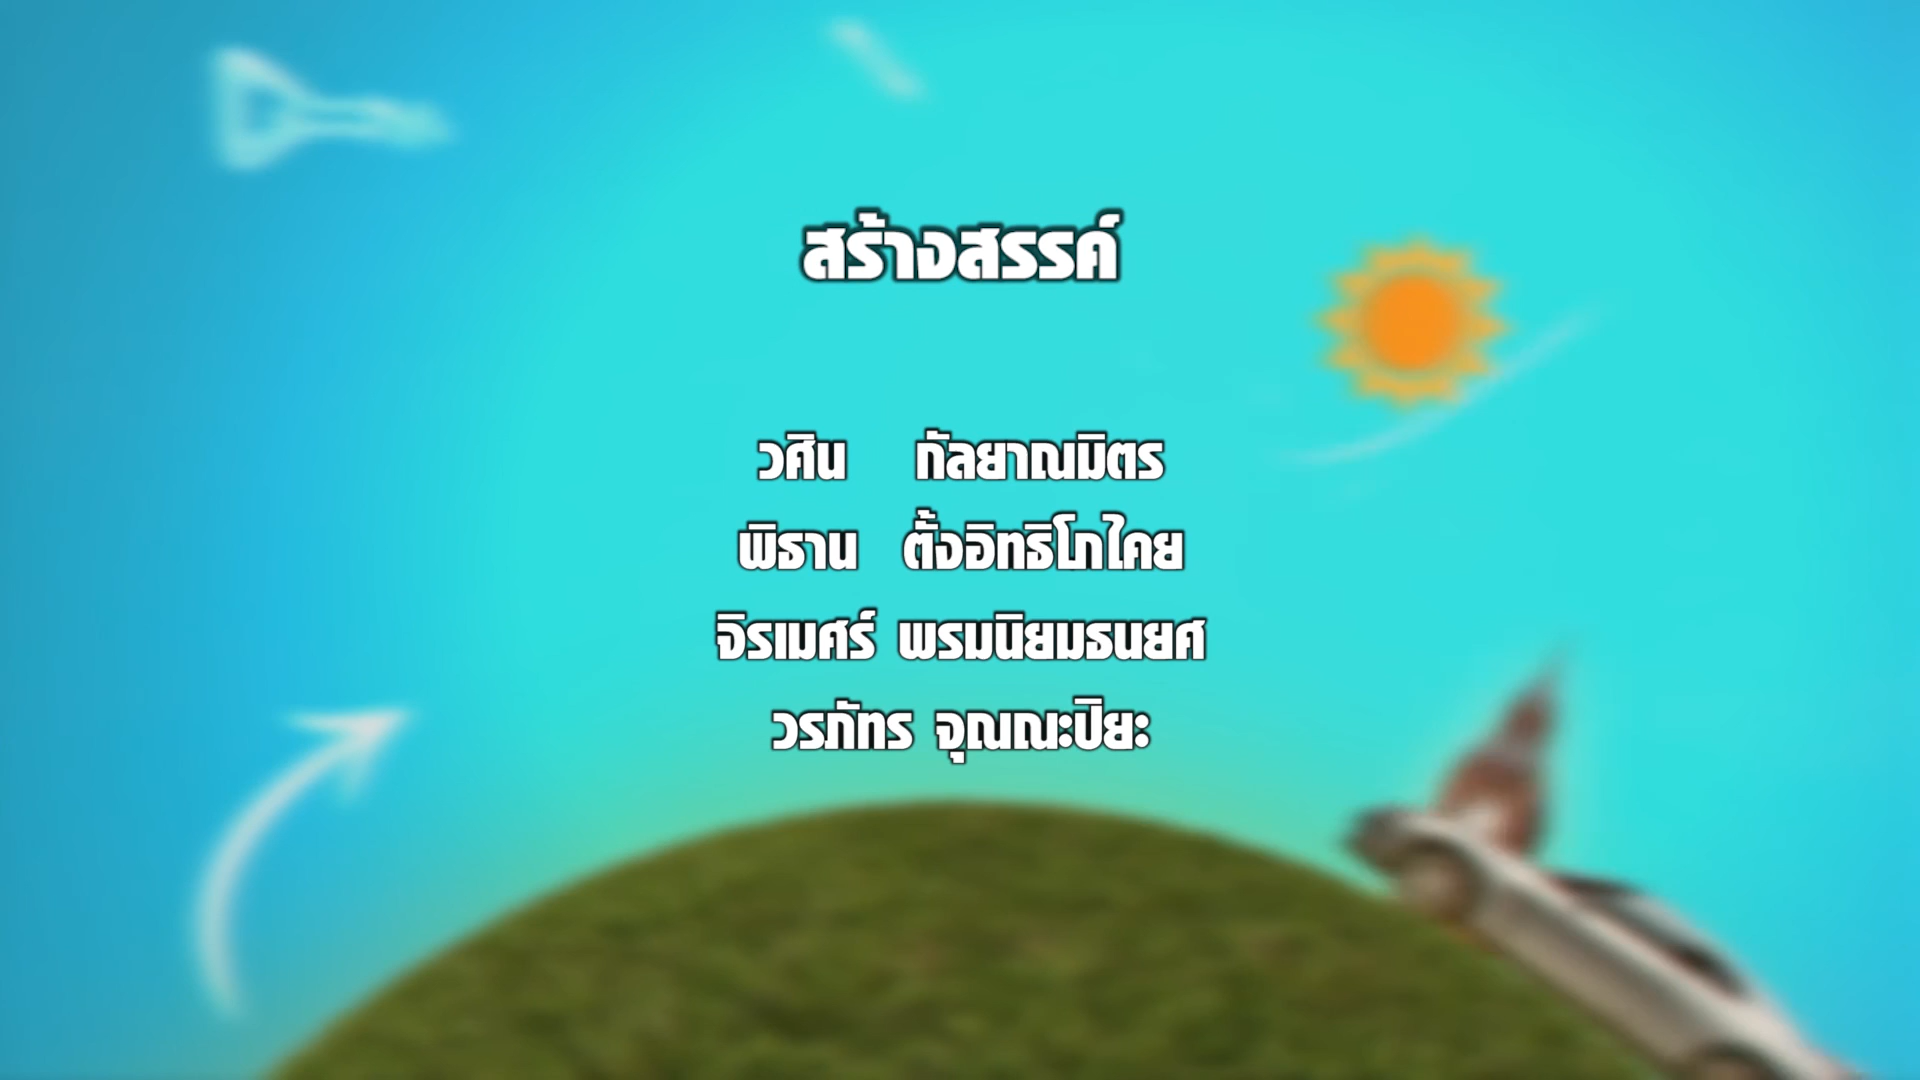 สร้างสรรค์
วศิน กัลยาณมิตร
พิธาน ตั้งอิทธิโภไคย
จิรเมศร์ พรมนิยมธนยศ
วรภัทร จุณณะปิยะ